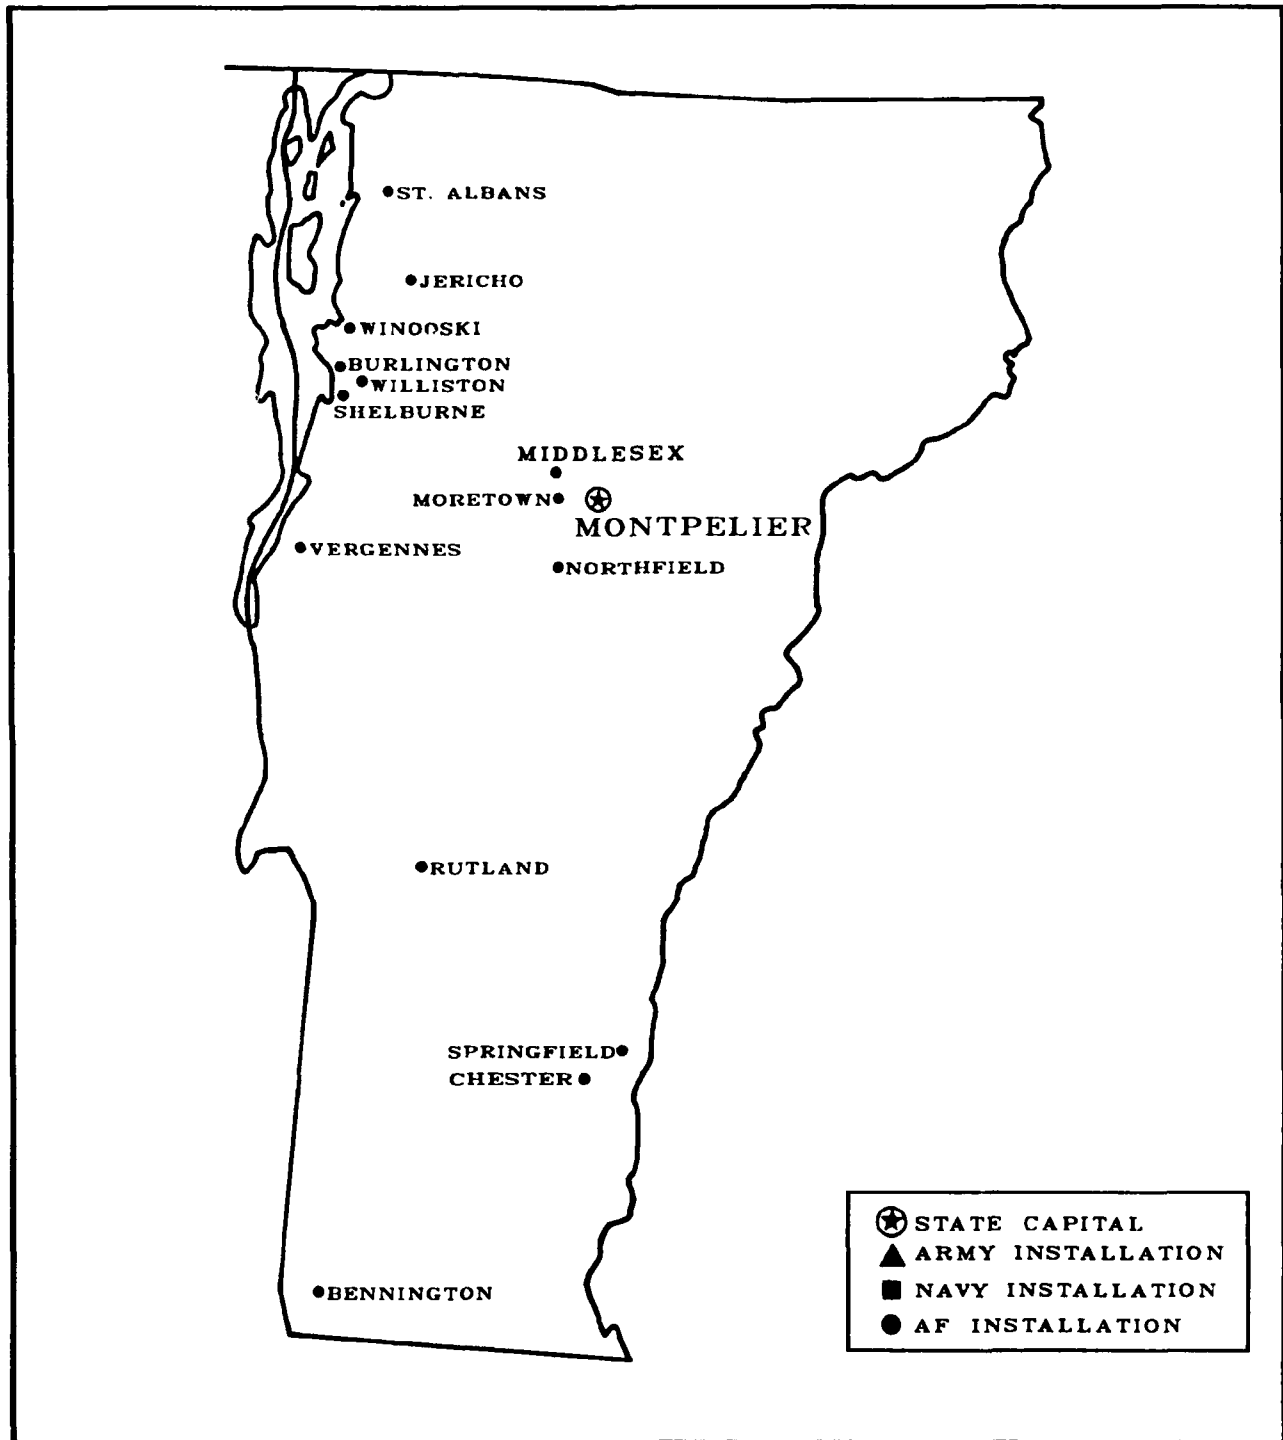 ST. ALBANS
JERICHO
WINOOSKI
BURLINGTON
WILLISTON
SHELBURNE
MIDDLESEX
MORETOWN
MONTPELIER
VERGENNES
NORTHFIELD
RUTLAND
SPRINGFIELD
CHESTER
BENNINGTON
STATE CAPITAL
ARMY INSTALLATION
NAVY INSTALLATION
AF INSTALLATION